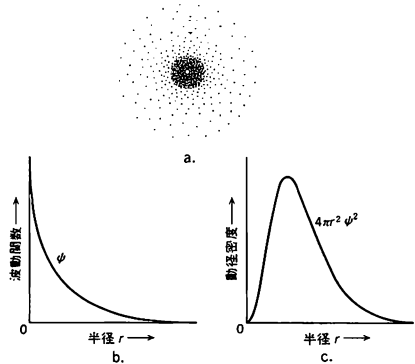 a.
波動関数 →
ψ
0
半径 r →
b.
動径密度 →
4πr² ψ²
0
半径 r →
c.